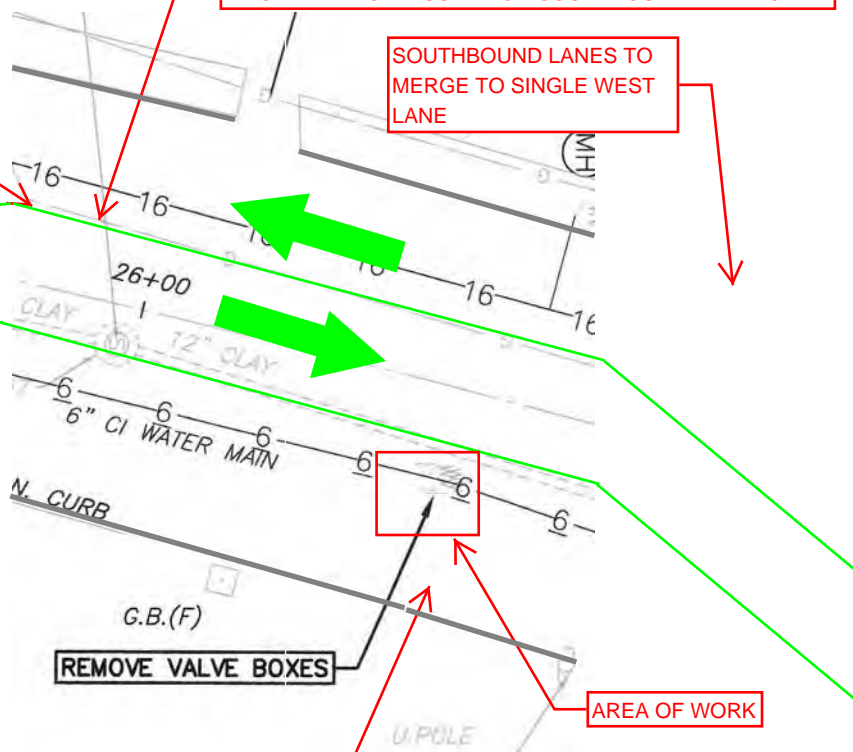 SOUTHBOUND LANES TO
MERGE TO SINGLE WEST
LANE
MH
16
16
16
16
16
16
26+00
CLAY
12" CLAY
S
G
G
6
6
6
6
6
6
6" CI WATER MAIN
N. CURB
G.B.(F)
REMOVE VALVE BOXES
AREA OF WORK
U.POLE